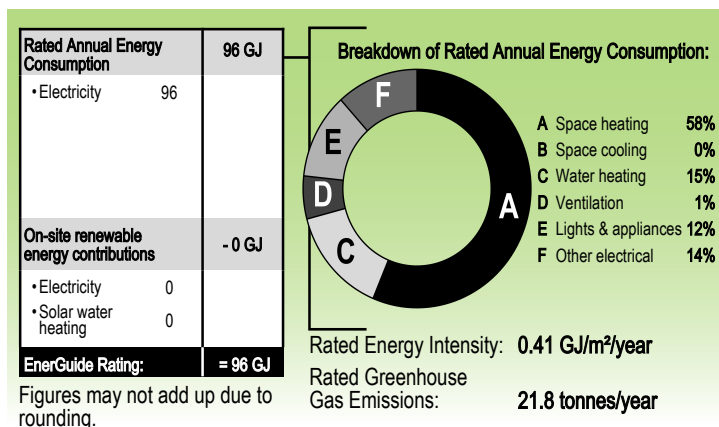 Rated Annual Energy Consumption 96 GJ
• Electricity 96
On-site renewable energy contributions - 0 GJ
• Electricity 0
• Solar water heating 0
EnerGuide Rating: = 96 GJ
Figures may not add up due to
rounding.
Breakdown of Rated Annual Energy Consumption:
A
B
C
D
E
F
A Space heating 58%
B Space cooling 0%
C Water heating 15%
D Ventilation 1%
E Lights & appliances 12%
F Other electrical 14%
Rated Energy Intensity: 0.41 GJ/m²/year
Rated Greenhouse
Gas Emissions: 21.8 tonnes/year